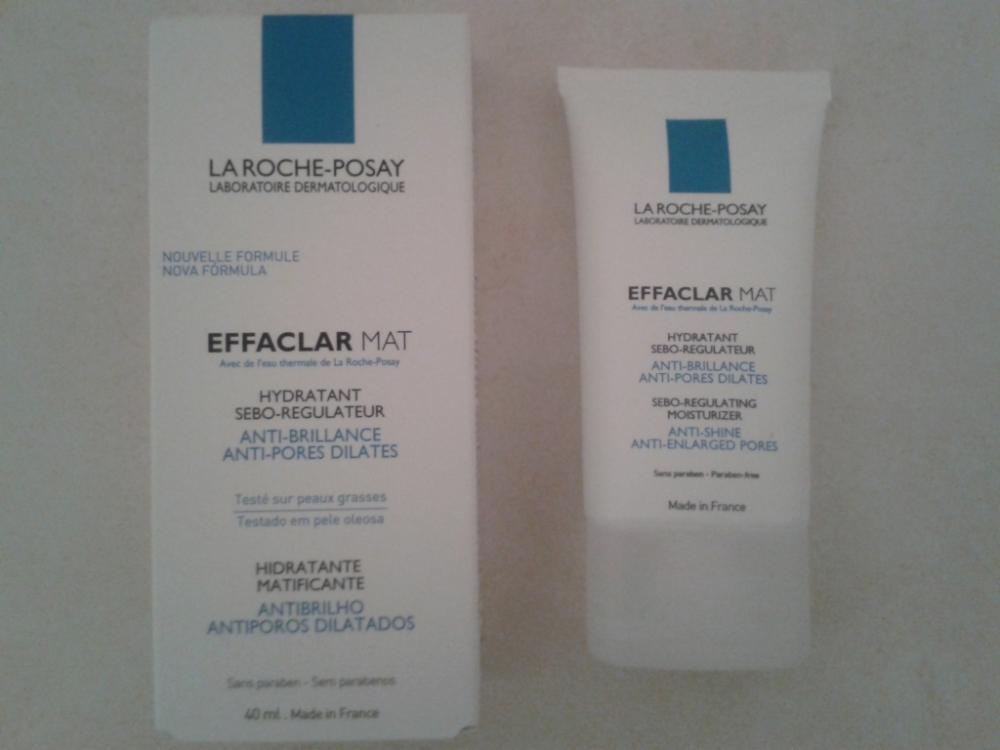 LA ROCHE-POSAY
LABORATOIRE DERMATOLOGIQUE
NOUVELLE FORMULE
NOVA FÓRMULA
EFFACLAR MAT
Avec de l'eau thermale de La Roche-Posay
HYDRATANT
SEBO-REGULATEUR
ANTI-BRILLANCE
ANTI-PORES DILATES
Testé sur peaux grasses
Testado em pele oleosa
HIDRATANTE
MATIFICANTE
ANTIBRILHO
ANTIPOROS DILATADOS
Sans paraben - Sem parabenos
40 ml . Made in France
LA ROCHE-POSAY
LABORATOIRE DERMATOLOGIQUE
EFFACLAR MAT
Avec de l'eau thermale de La Roche-Posay
HYDRATANT
SEBO-REGULATEUR
ANTI-BRILLANCE
ANTI-PORES DILATES
SEBO-REGULATING
MOISTURIZER
ANTI-SHINE
ANTI-ENLARGED PORES
Sans paraben - Paraben-free
Made in France